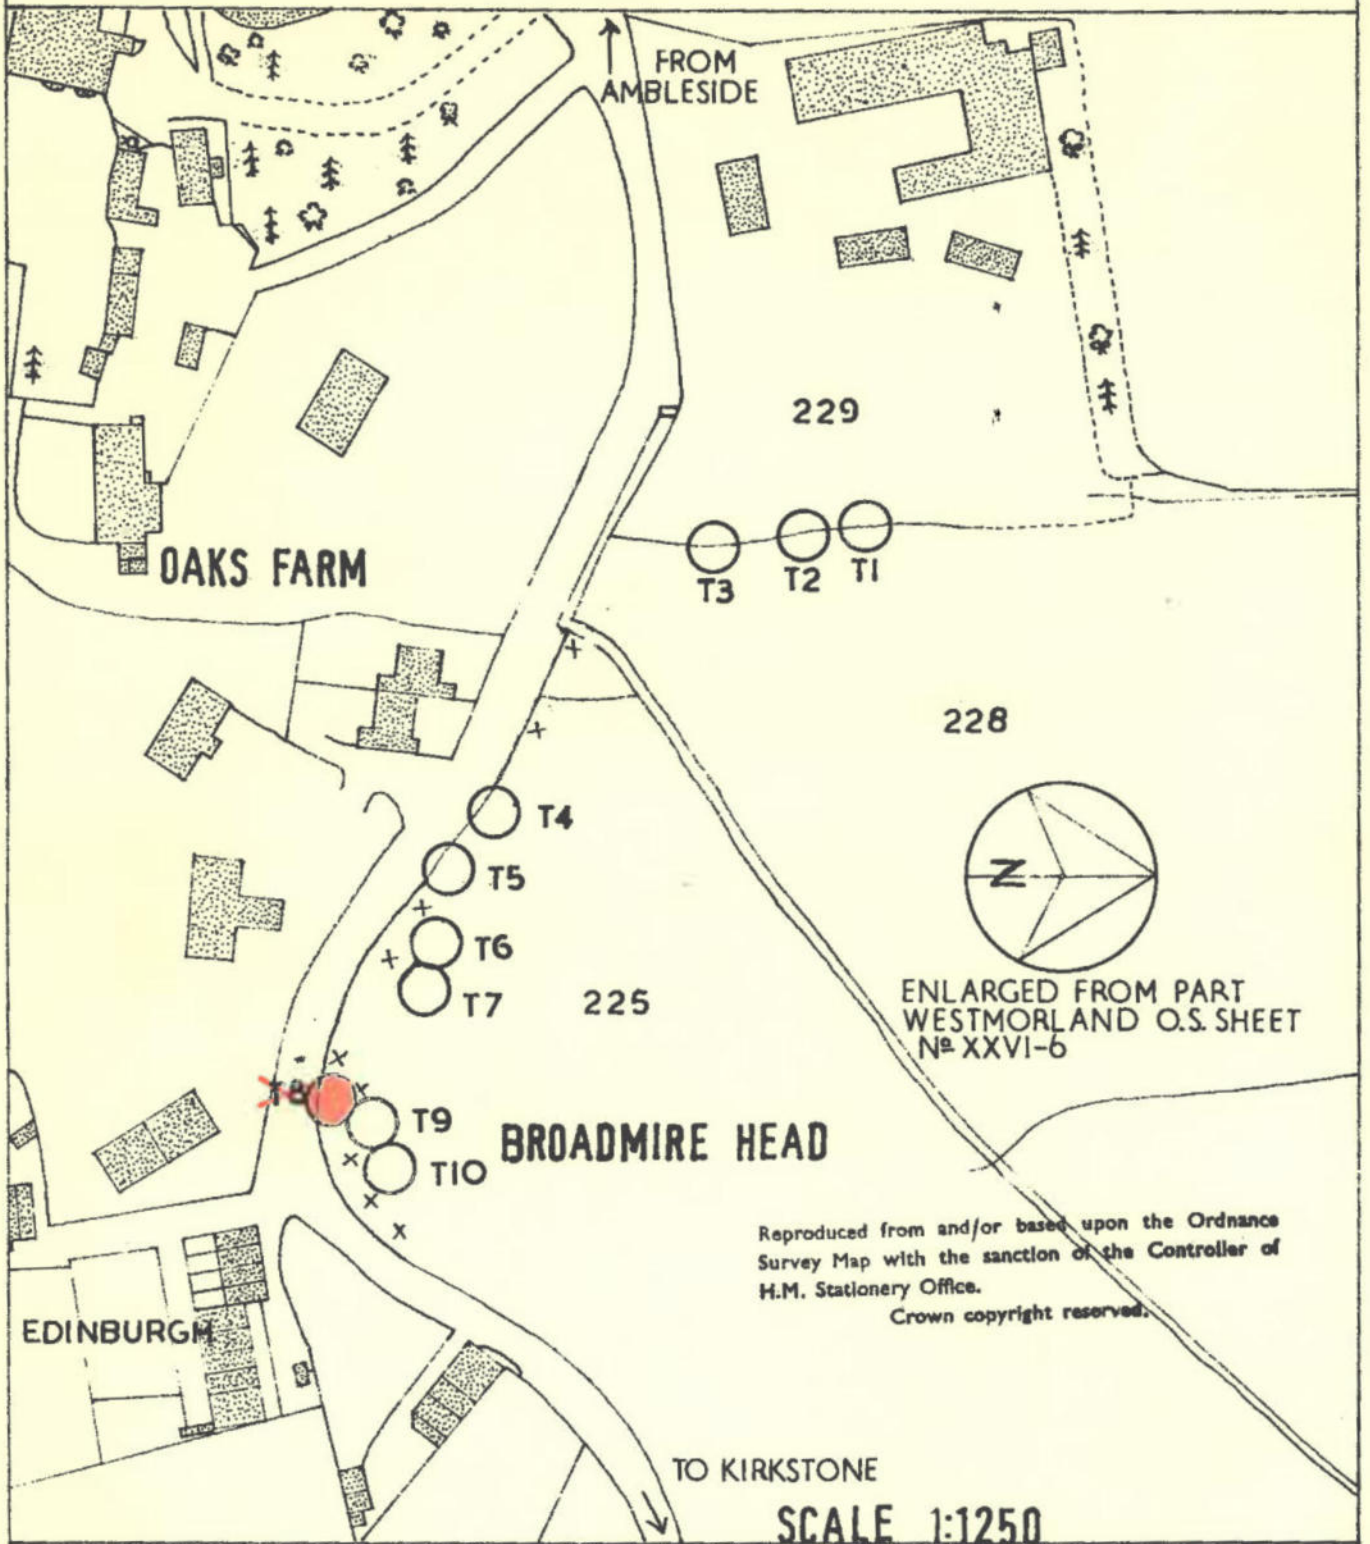 FROM
AMBLESIDE
229
OAKS FARM
T3
T2
T1
228
T4
T5
T6
T7
225
N
ENLARGED FROM PART
WESTMORLAND O.S. SHEET
Nº XXVI-6
T8
T9
T10
BROADMIRE HEAD
Reproduced from and/or based upon the Ordnance
Survey Map with the sanction of the Controller of
H.M. Stationery Office.
Crown copyright reserved.
EDINBURGH
TO KIRKSTONE
SCALE 1:1250